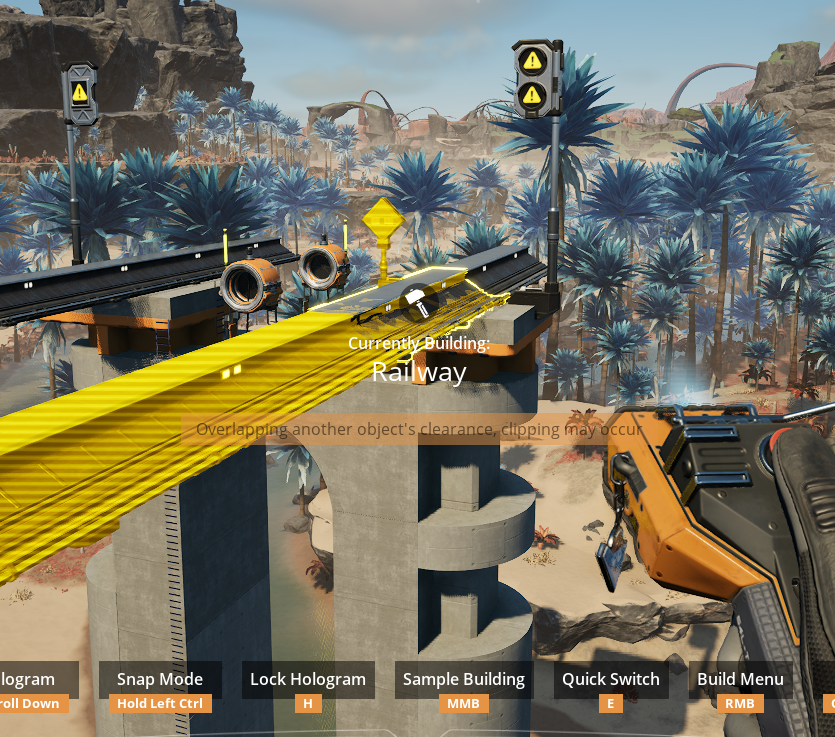 Currently Building:
Railway
Overlapping another object's clearance, clipping may occur
logram
Snap Mode
Lock Hologram
Sample Building
Quick Switch
Build Menu
roll Down
Hold Left Ctrl
H
MMB
E
RMB